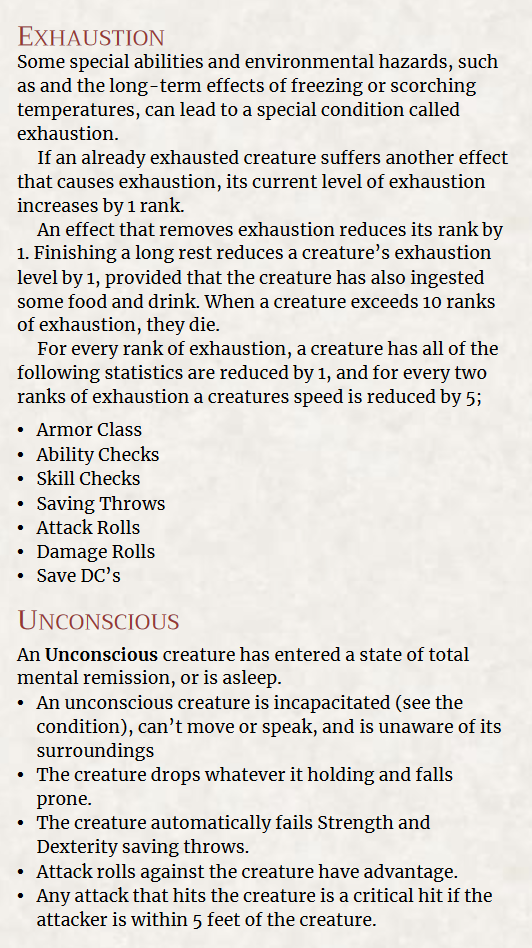 EXHAUSTION
Some special abilities and environmental hazards, such
as and the long-term effects of freezing or scorching
temperatures, can lead to a special condition called
exhaustion.
If an already exhausted creature suffers another effect
that causes exhaustion, its current level of exhaustion
increases by 1 rank.
An effect that removes exhaustion reduces its rank by
1. Finishing a long rest reduces a creature’s exhaustion
level by 1, provided that the creature has also ingested
some food and drink. When a creature exceeds 10 ranks
of exhaustion, they die.
For every rank of exhaustion, a creature has all of the
following statistics are reduced by 1, and for every two
ranks of exhaustion a creatures speed is reduced by 5;
• Armor Class
• Ability Checks
• Skill Checks
• Saving Throws
• Attack Rolls
• Damage Rolls
• Save DC’s
UNCONSCIOUS
An Unconscious creature has entered a state of total
mental remission, or is asleep.
• An unconscious creature is incapacitated (see the
condition), can’t move or speak, and is unaware of its
surroundings
• The creature drops whatever it holding and falls
prone.
• The creature automatically fails Strength and
Dexterity saving throws.
• Attack rolls against the creature have advantage.
• Any attack that hits the creature is a critical hit if the
attacker is within 5 feet of the creature.